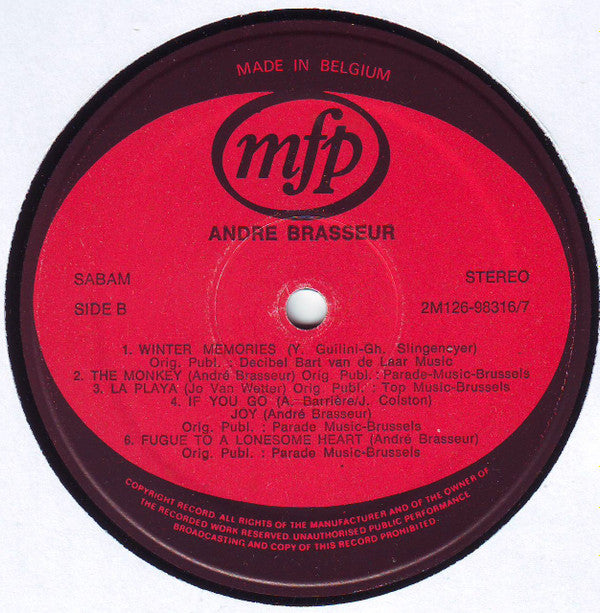 MADE IN BELGIUM
mfp
ANDRE BRASSEUR
SABAM
STEREO
SIDE B
2M126-98316/7
1. WINTER MEMORIES (Y. Guilini-Gh. Slingeneyer)
Orig. Publ. : Decibel Bart van de Laar Music
2. THE MONKEY (André Brasseur) Orig. Publ. :Parade-Music-Brussels
3. LA PLAYA (Jo Van Wetter) Orig. Publ. : Top Music-Brussels
4. IF YOU GO (A. Barrière/J. Colston)
JOY (André Brasseur)
Orig. Publ. : Parade Music-Brussels
6. FUGUE TO A LONESOME HEART (André Brasseur)
Orig. Publ. : Parade Music-Brussels
COPYRIGHT RECORD. ALL RIGHTS OF THE MANUFACTURER AND OF THE OWNER OF
THE RECORDED WORK RESERVED. UNAUTHORISED PUBLIC PERFORMANCE
BROADCASTING AND COPY OF THIS RECORD PROHIBITED.